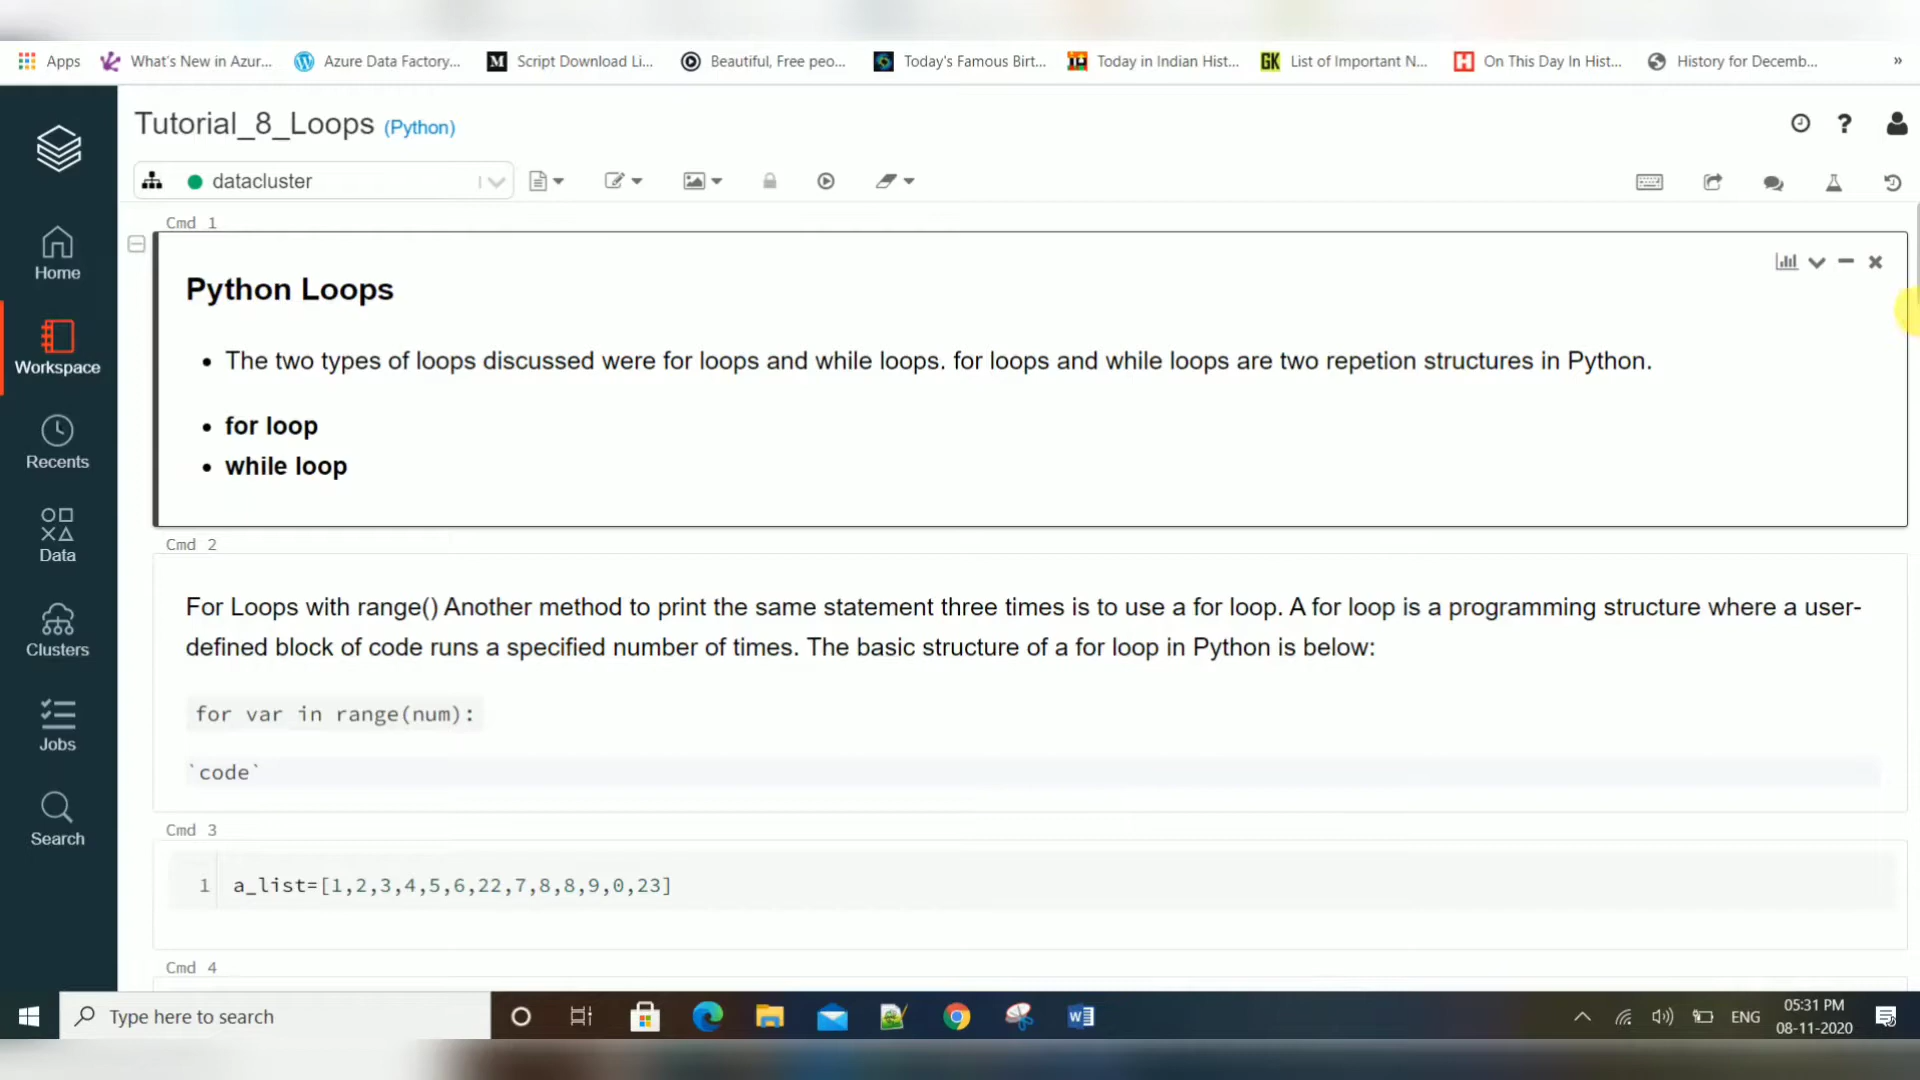 Apps What's New in Azur... Azure Data Factory... M Script Download Li... Beautiful, Free peo... Today's Famous Birt... Today in Indian Hist... GK List of Important N... H On This Day In Hist... History for Decemb... »
Tutorial_8_Loops (Python)
datacluster
Cmd 1
Python Loops
• The two types of loops discussed were for loops and while loops. for loops and while loops are two repetion structures in Python.
• for loop
• while loop
Cmd 2
For Loops with range() Another method to print the same statement three times is to use a for loop. A for loop is a programming structure where a user-
defined block of code runs a specified number of times. The basic structure of a for loop in Python is below:
for var in range(num):
`code`
Cmd 3
1 a_list=[1,2,3,4,5,6,22,7,8,8,9,0,23]
Cmd 4
Home
Workspace
Recents
Data
Clusters
Jobs
Search
Type here to search
ENG
05:31 PM
08-11-2020